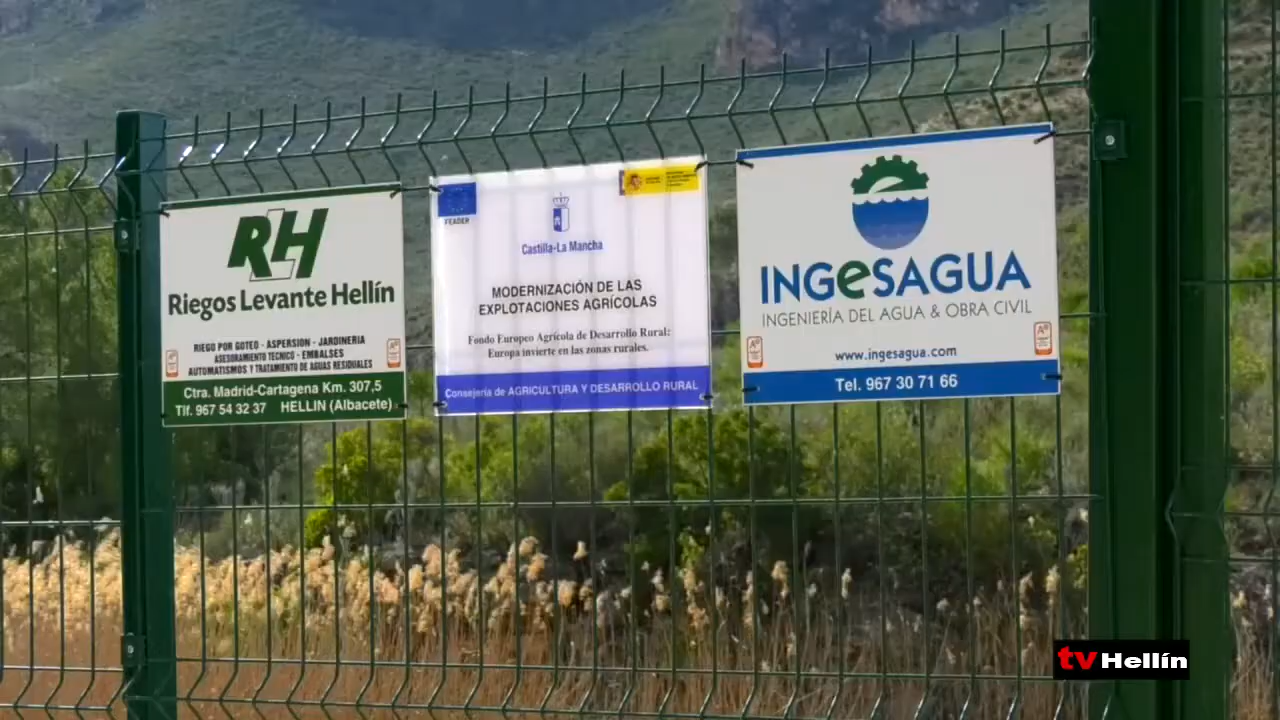 RLH
Riegos Levante Hellín
RIEGO POR GOTEO - ASPERSION - JARDINERIA
ASESORAMIENTO TECNICO - EMBALSES
AUTOMATISMOS Y TRATAMIENTO DE AGUAS RESIDUALES
Ctra. Madrid-Cartagena Km. 307,5
Tlf. 967 54 32 37 HELLIN (Albacete)
FEADER
Castilla-La Mancha
MODERNIZACIÓN DE LAS
EXPLOTACIONES AGRÍCOLAS
Fondo Europeo Agrícola de Desarrollo Rural:
Europa invierte en las zonas rurales.
Consejería de AGRICULTURA Y DESARROLLO RURAL
INGeSAGUA
INGENIERÍA DEL AGUA & OBRA CIVIL
www.ingesagua.com
Tel. 967 30 71 66
tvHellín